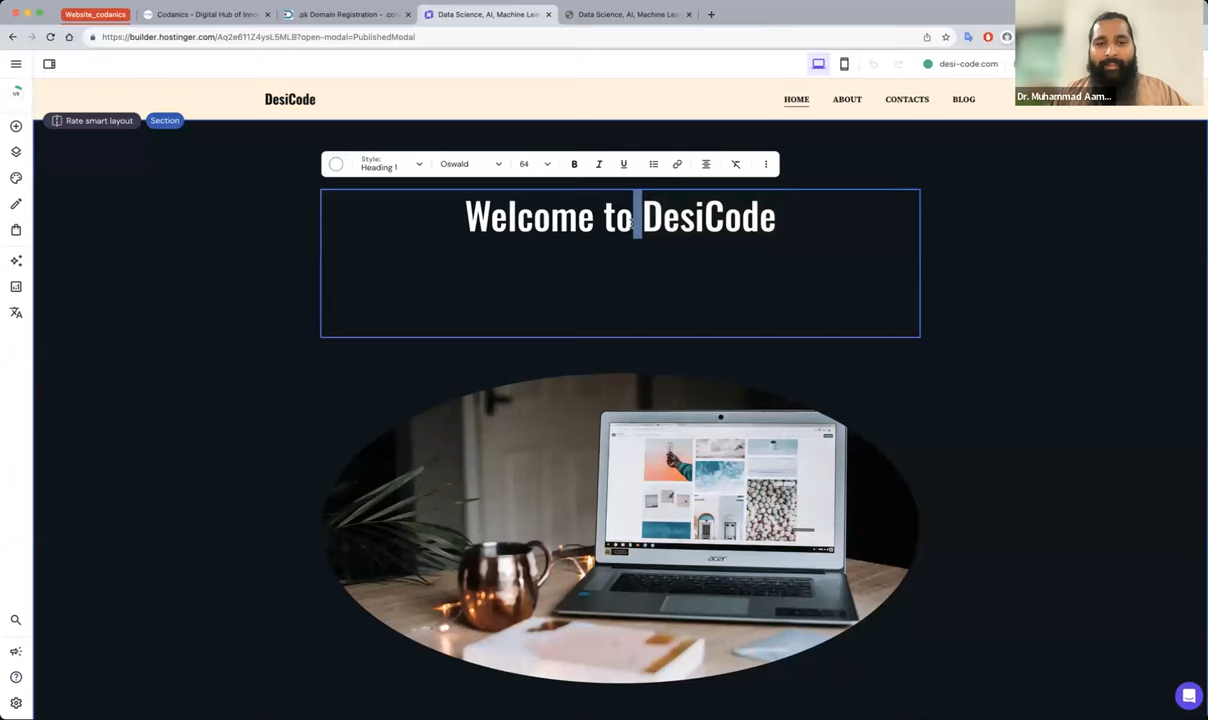 Website_codanics
Codanics - Digital Hub of Inno
.pk Domain Registration - .com
Data Science, AI, Machine Lea
Data Science, AI, Machine Lea
https://builder.hostinger.com/Aq2e611Z4ysL5MLB?open-modal=PublishedModal
desi-code.com
Dr. Muhammad Aam...
DesiCode
HOME
ABOUT
CONTACTS
BLOG
Rate smart layout
Section
Style:
Heading 1
Oswald
64
B
I
U
Welcome to DesiCode
acer